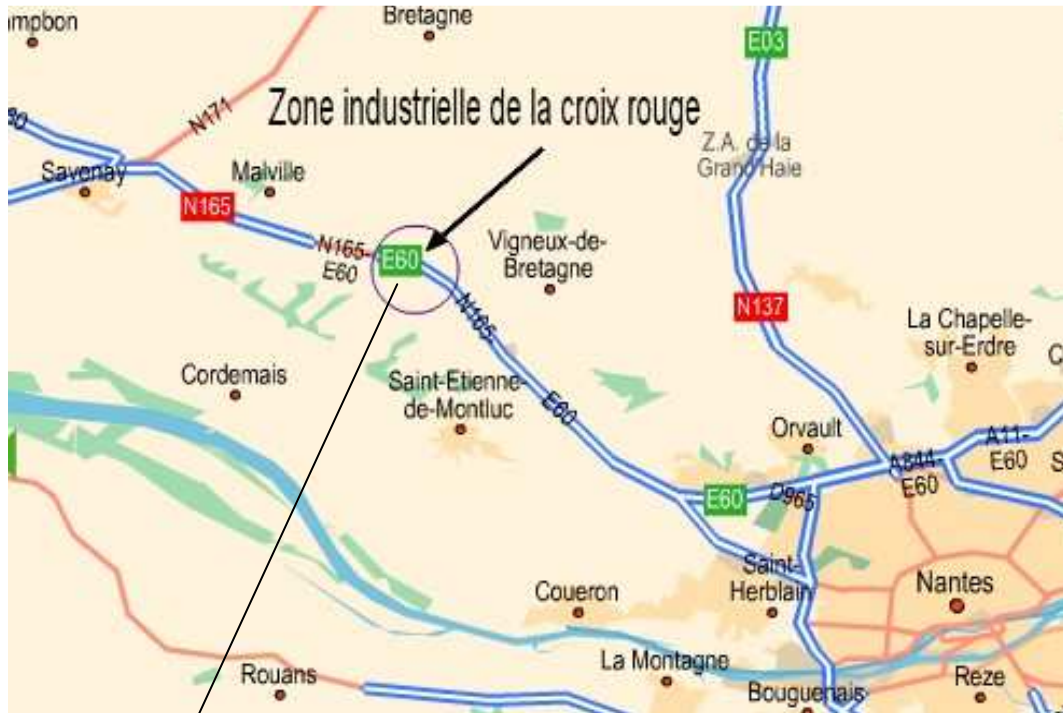 ampbon
Bretagne
E03
N171
Zone industrielle de la croix rouge
Z.A. de la
Grand Haie
Savenay
Malville
N165
N165-
E60
E60
Vigneux-de-
Bretagne
N165-
E60
N137
La Chapelle-
sur-Erdre
Cordemais
Saint-Etienne-
de-Montluc
Orvault
A11-
E60
A844-
E60
E60
D965
Saint-
Herblain
Coueron
Nantes
La Montagne
Rouans
Bouguenais
Reze